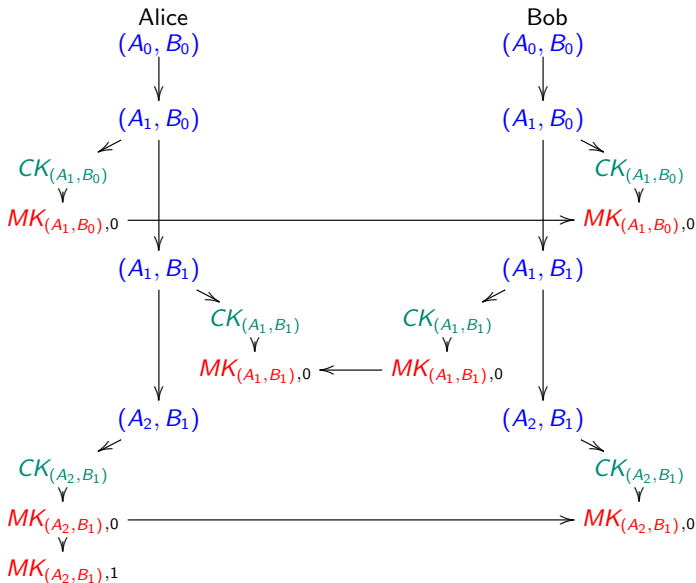 Alice Bob
(A₀, B₀) (A₀, B₀)
(A₁, B₀) (A₁, B₀)
CK₍A₁,B₀₎ CK₍A₁,B₀₎
MK₍A₁,B₀₎,₀ MK₍A₁,B₀₎,₀
(A₁, B₁) (A₁, B₁)
CK₍A₁,B₁₎ CK₍A₁,B₁₎
MK₍A₁,B₁₎,₀ MK₍A₁,B₁₎,₀
(A₂, B₁) (A₂, B₁)
CK₍A₂,B₁₎ CK₍A₂,B₁₎
MK₍A₂,B₁₎,₀ MK₍A₂,B₁₎,₀
MK₍A₂,B₁₎,₁